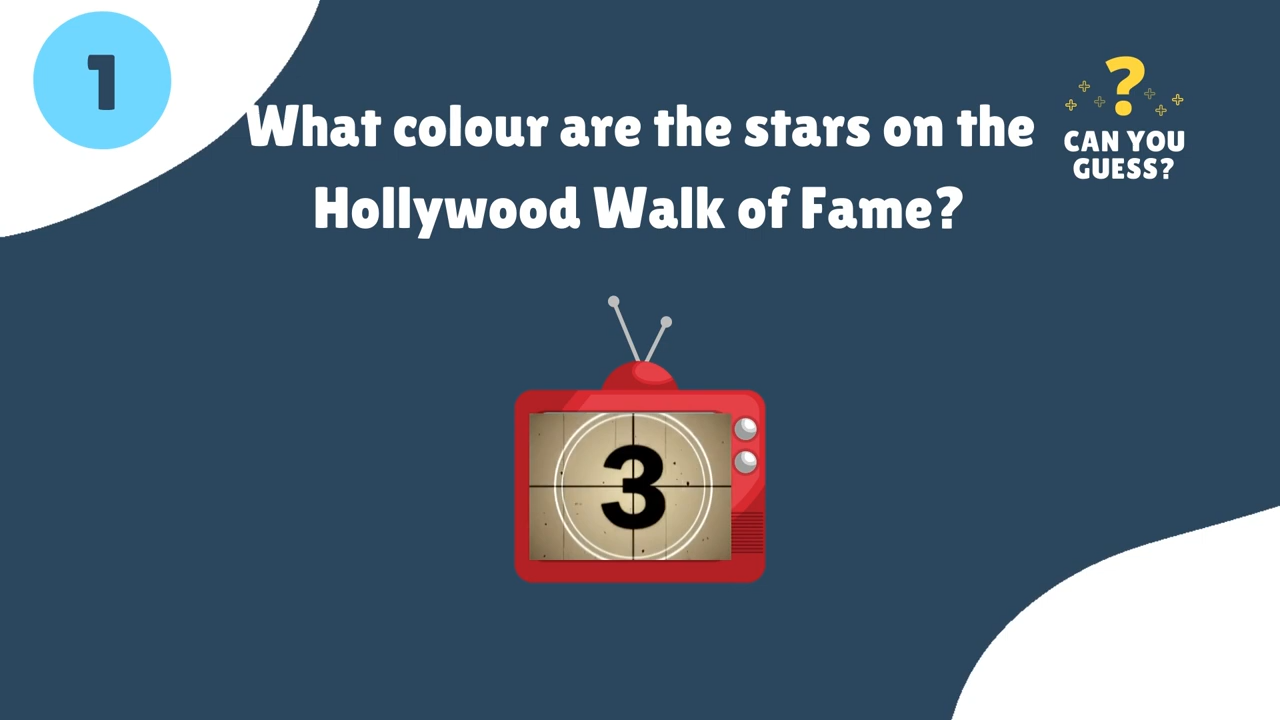 1
What colour are the stars on the
Hollywood Walk of Fame?
?
CAN YOU
GUESS?
3